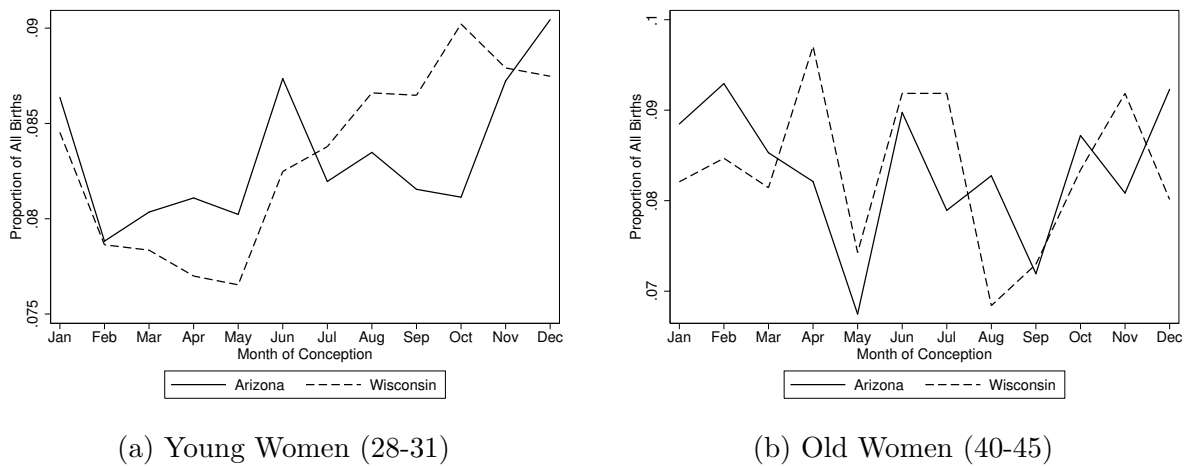 Proportion of All Births
.09
.085
.08
.075
Jan Feb Mar Apr May Jun Jul Aug Sep Oct Nov Dec
Month of Conception
Arizona Wisconsin
(a) Young Women (28-31)
Proportion of All Births
.1
.09
.08
.07
Jan Feb Mar Apr May Jun Jul Aug Sep Oct Nov Dec
Month of Conception
Arizona Wisconsin
(b) Old Women (40-45)